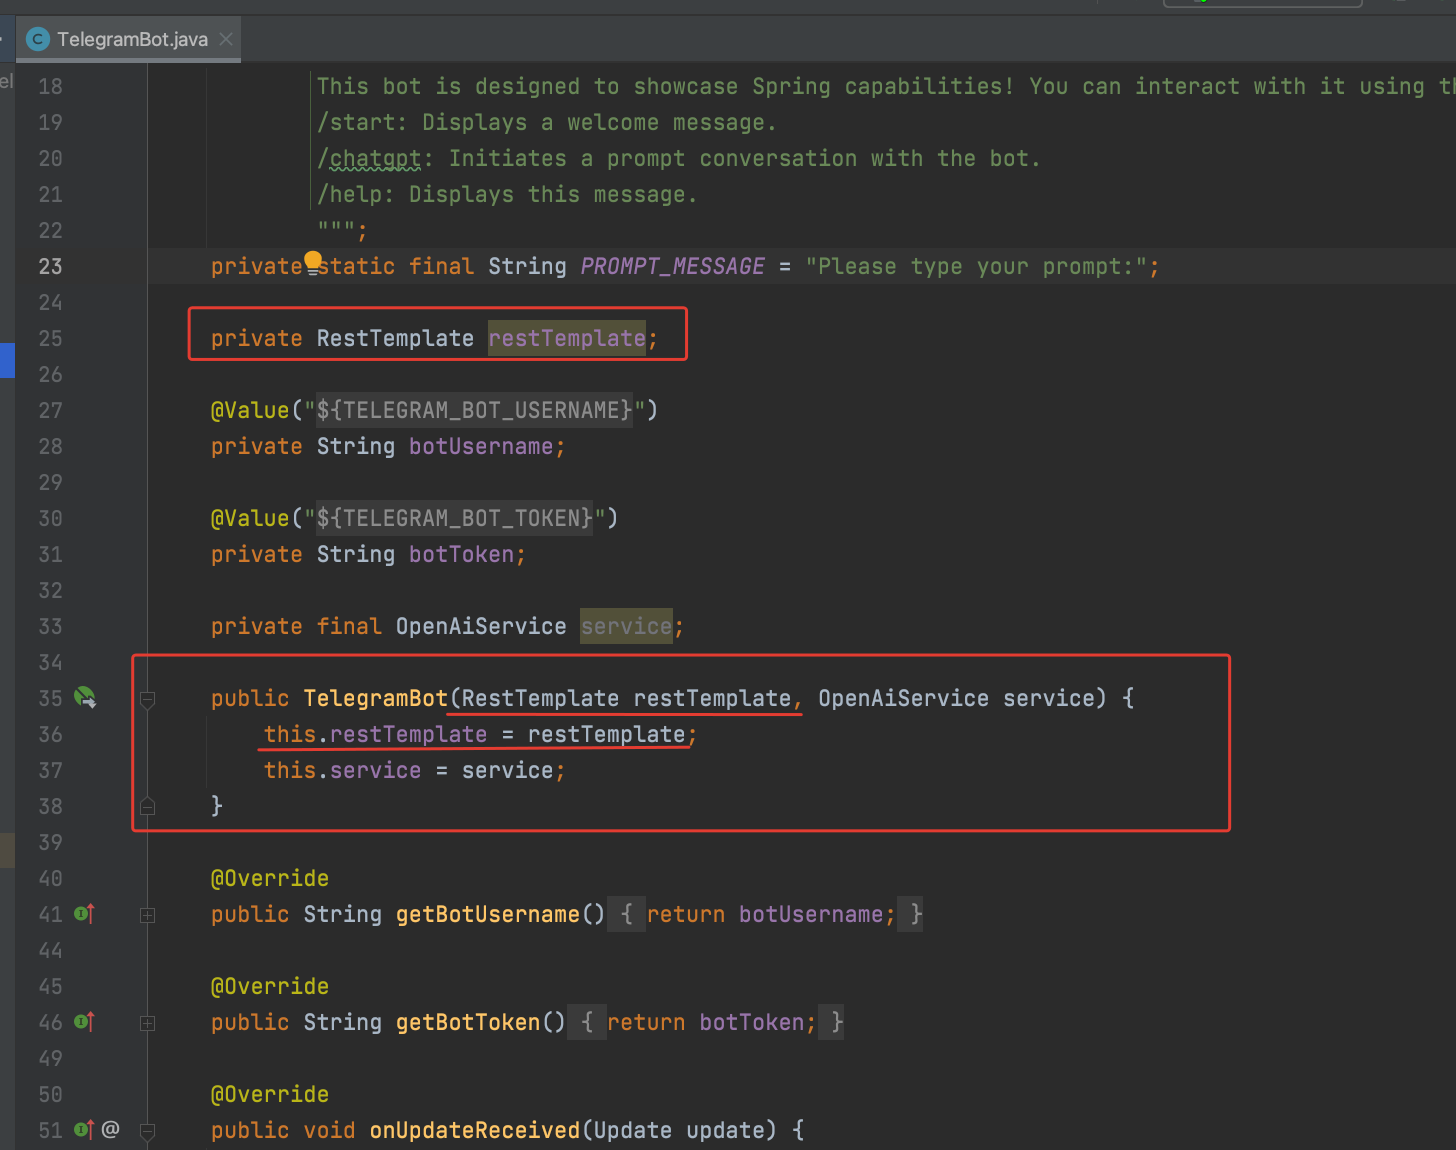 TelegramBot.java
el
18 This bot is designed to showcase Spring capabilities! You can interact with it using
19 /start: Displays a welcome message.
20 /chatgpt: Initiates a prompt conversation with the bot.
21 /help: Displays this message.
22 """;
23 private static final String PROMPT_MESSAGE = "Please type your prompt:";
24
25 private RestTemplate restTemplate;
26
27 @Value("${TELEGRAM_BOT_USERNAME}")
28 private String botUsername;
29
30 @Value("${TELEGRAM_BOT_TOKEN}")
31 private String botToken;
32
33 private final OpenAiService service;
34
35 public TelegramBot(RestTemplate restTemplate, OpenAiService service) {
36 this.restTemplate = restTemplate;
37 this.service = service;
38 }
39
40 @Override
41 public String getBotUsername() { return botUsername; }
44
45 @Override
46 public String getBotToken() { return botToken; }
49
50 @Override
51 @ public void onUpdateReceived(Update update) {